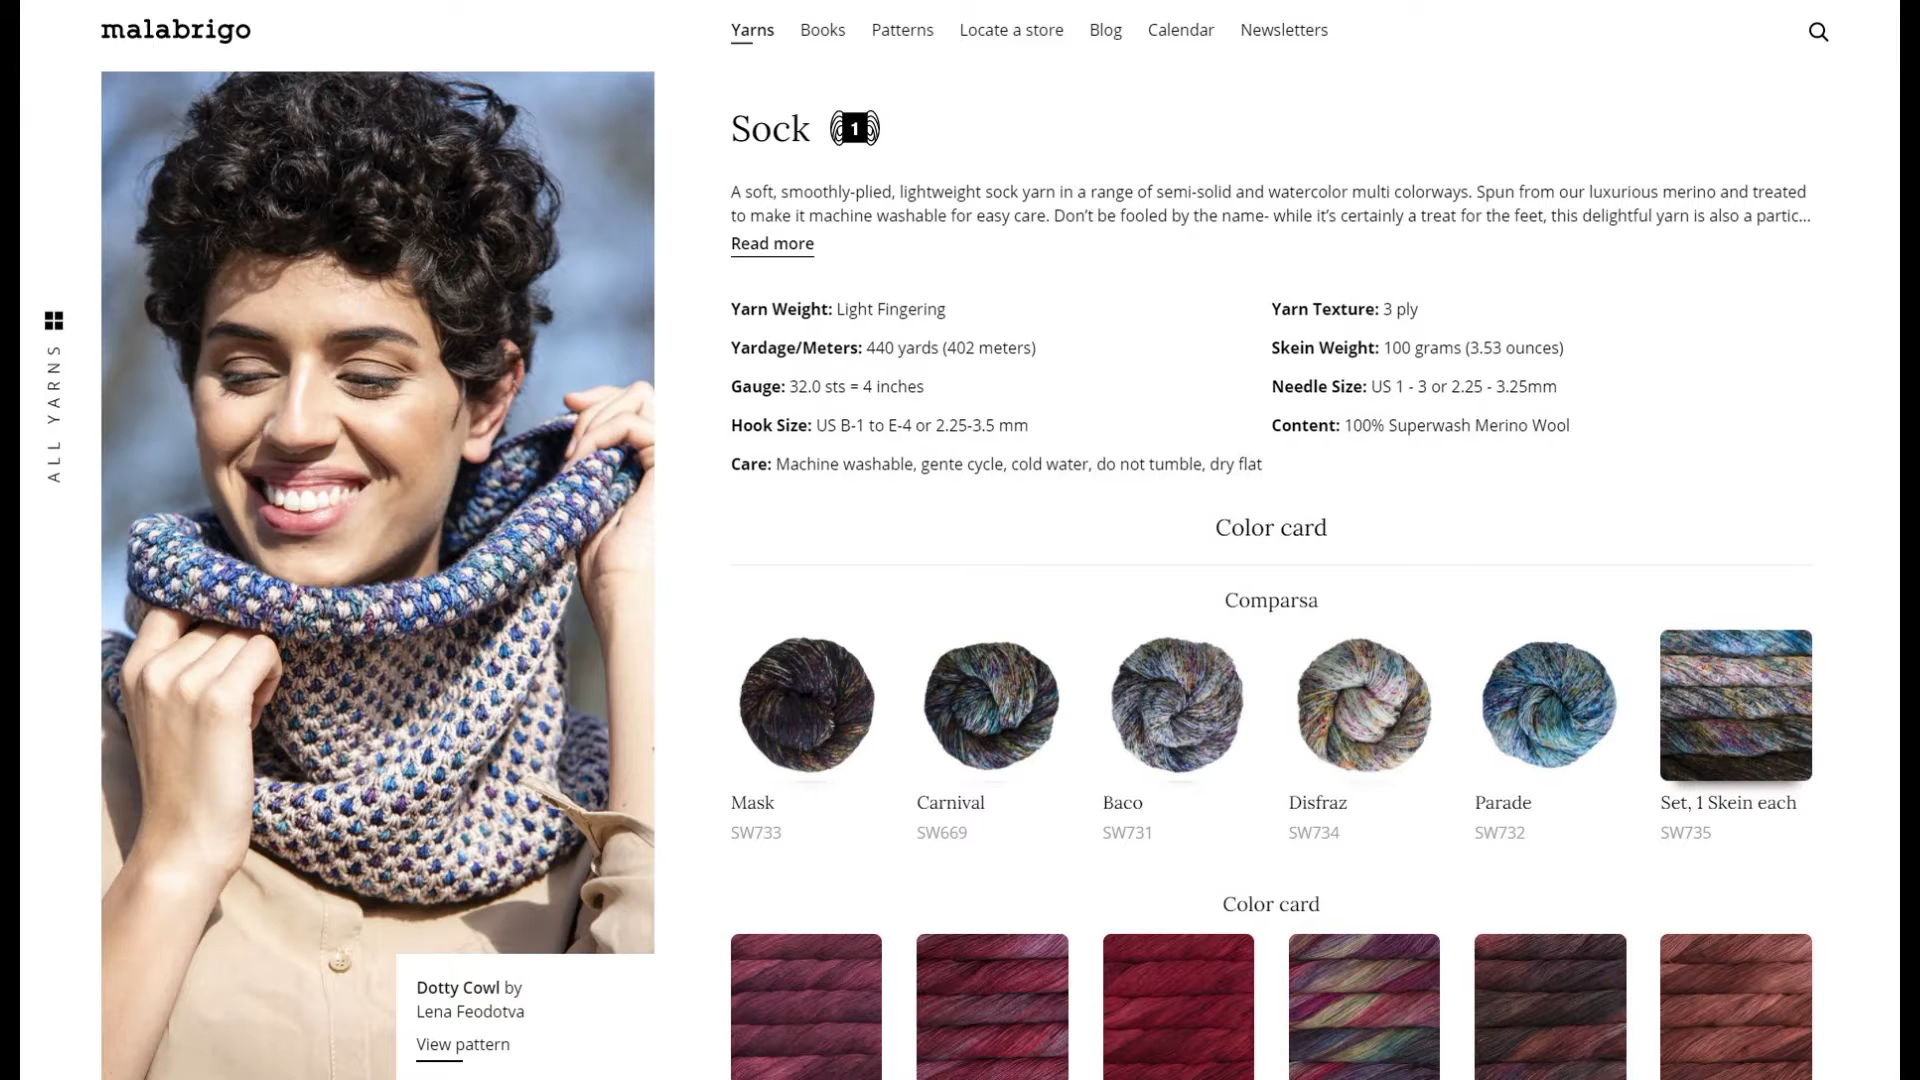 malabrigo
Yarns Books Patterns Locate a store Blog Calendar Newsletters
ALL YARNS
Sock 1
A soft, smoothly-plied, lightweight sock yarn in a range of semi-solid and watercolor multi colorways. Spun from our luxurious merino and treated
to make it machine washable for easy care. Don’t be fooled by the name- while it’s certainly a treat for the feet, this delightful yarn is also a partic...
Read more
Yarn Weight: Light Fingering
Yarn Texture: 3 ply
Yardage/Meters: 440 yards (402 meters)
Skein Weight: 100 grams (3.53 ounces)
Gauge: 32.0 sts = 4 inches
Needle Size: US 1 - 3 or 2.25 - 3.25mm
Hook Size: US B-1 to E-4 or 2.25-3.5 mm
Content: 100% Superwash Merino Wool
Care: Machine washable, gente cycle, cold water, do not tumble, dry flat
Color card
Comparsa
Mask
SW733
Carnival
SW669
Baco
SW731
Disfraz
SW734
Parade
SW732
Set, 1 Skein each
SW735
Color card
Dotty Cowl by
Lena Feodotva
View pattern